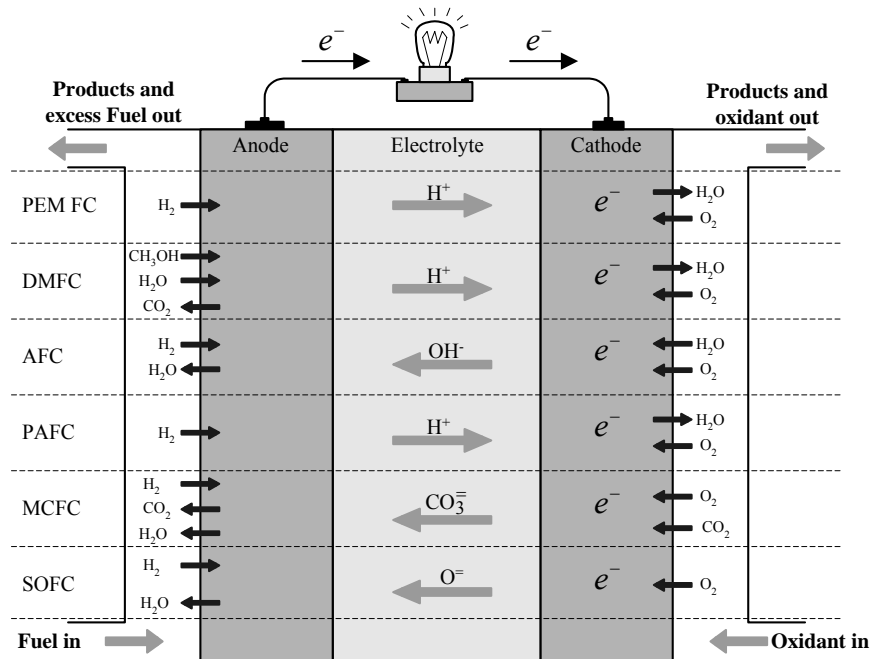 e⁻ e⁻
Products and
excess Fuel out
Products and
oxidant out
Anode Electrolyte Cathode
PEM FC H₂ H⁺ e⁻ H₂O
O₂
DMFC CH₃OH H⁺ e⁻ H₂O
H₂O O₂
CO₂
AFC H₂ OH⁻ e⁻ H₂O
H₂O O₂
PAFC H₂ H⁺ e⁻ H₂O
O₂
MCFC H₂ CO₃⁼ e⁻ O₂
CO₂ CO₂
H₂O
SOFC H₂ O⁼ e⁻ O₂
H₂O
Fuel in Oxidant in